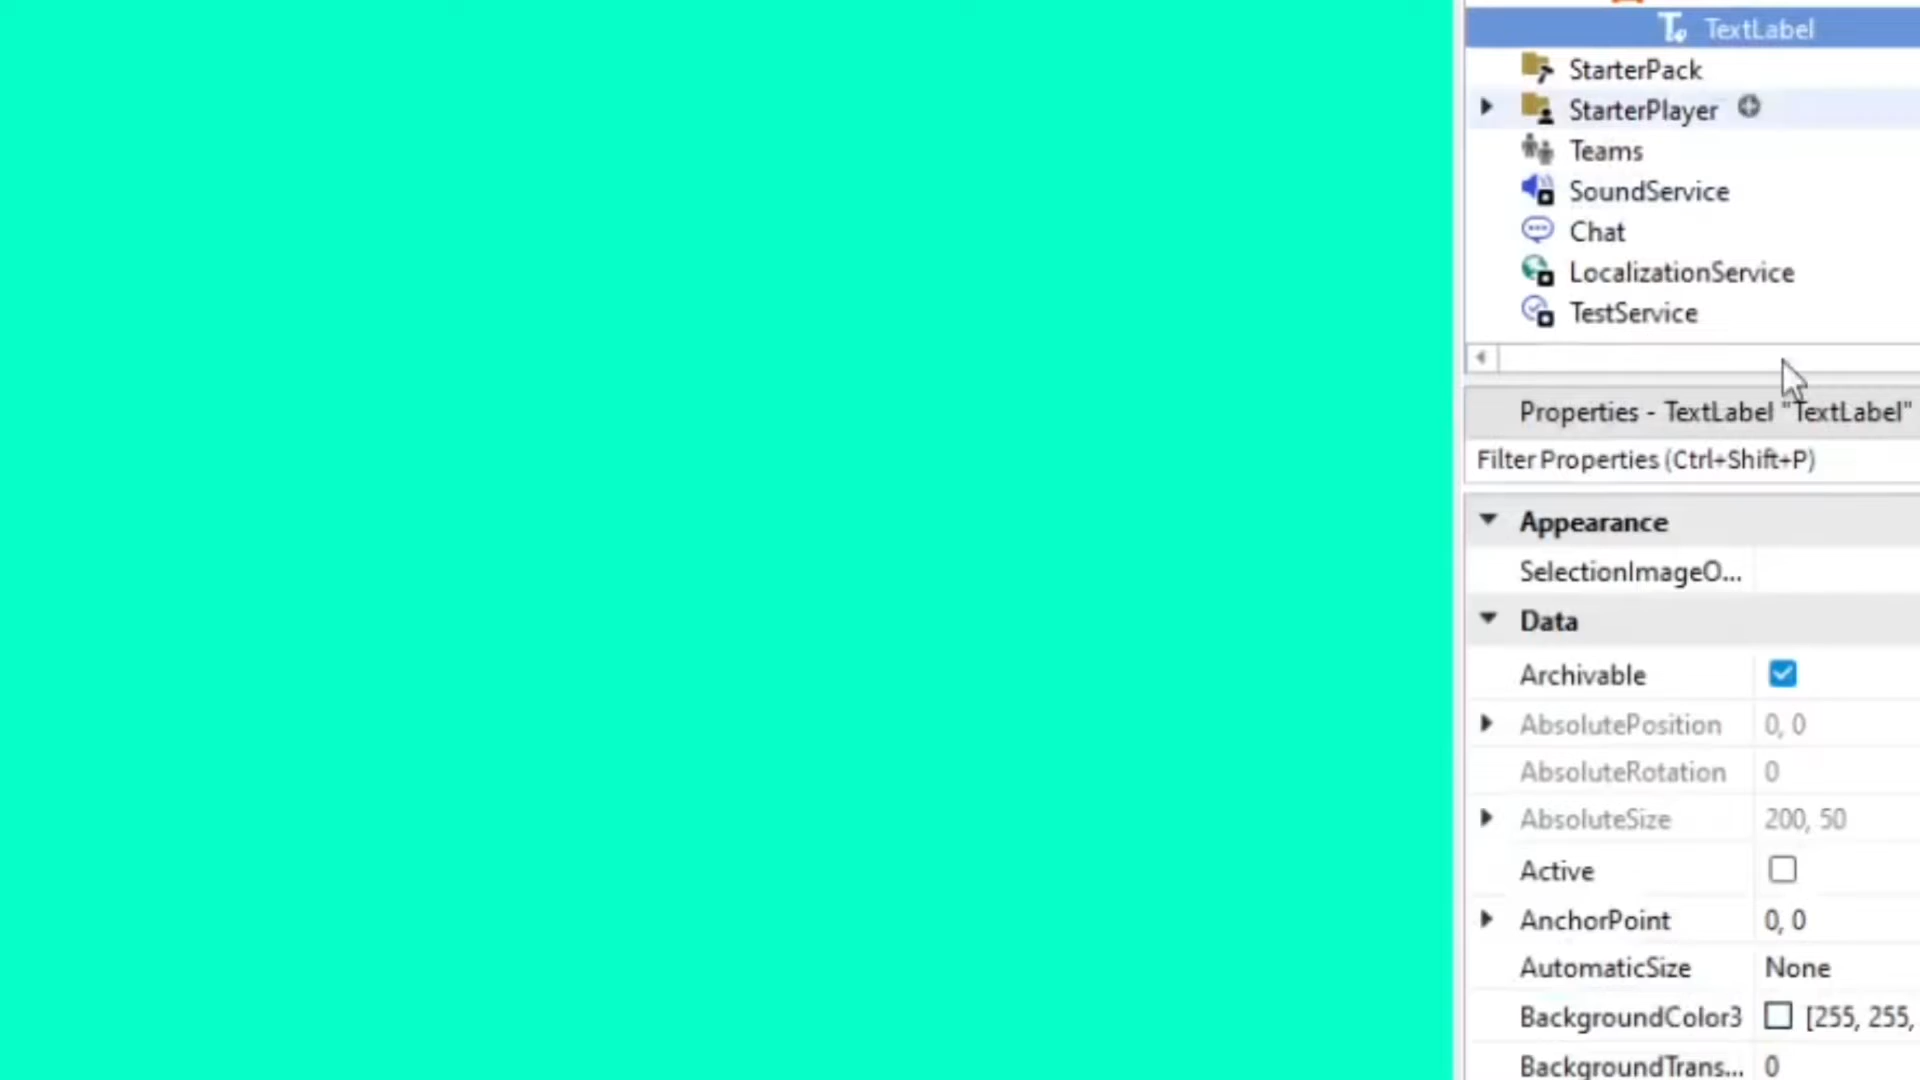 TextLabel
StarterPack
StarterPlayer
Teams
SoundService
Chat
LocalizationService
TestService
Properties - TextLabel "TextLabel"
Filter Properties (Ctrl+Shift+P)
Appearance
SelectionImageO...
Data
Archivable
AbsolutePosition 0, 0
AbsoluteRotation 0
AbsoluteSize 200, 50
Active
AnchorPoint 0, 0
AutomaticSize None
BackgroundColor3 [255, 255,
BackgroundTrans... 0